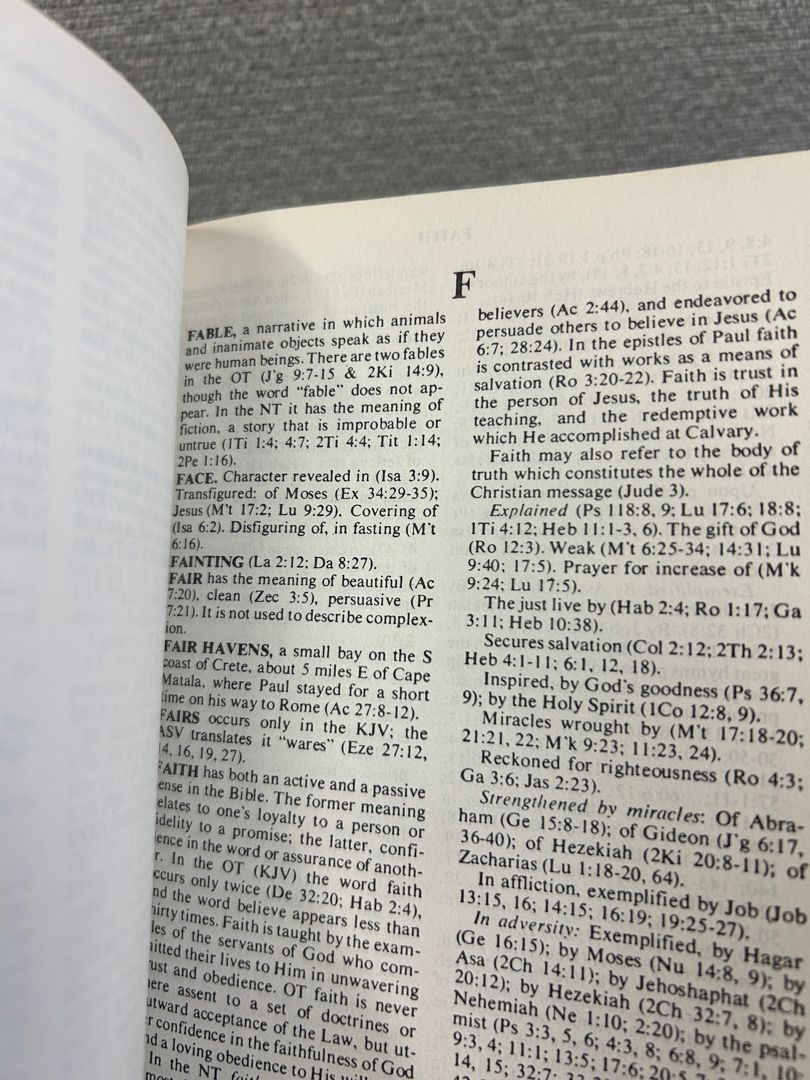 F
FABLE, a narrative in which animals
and inanimate objects speak as if they
were human beings. There are two fables
in the OT (J'g 9:7-15 & 2Ki 14:9),
though the word "fable" does not ap-
pear. In the NT it has the meaning of
fiction, a story that is improbable or
untrue (1Ti 1:4; 4:7; 2Ti 4:4; Tit 1:14;
2Pe 1:16).
FACE. Character revealed in (Isa 3:9).
Transfigured: of Moses (Ex 34:29-35);
Jesus (M't 17:2; Lu 9:29). Covering of
(Isa 6:2). Disfiguring of, in fasting (M't
6:16).
FAINTING (La 2:12; Da 8:27).
FAIR has the meaning of beautiful (Ac
7:20), clean (Zec 3:5), persuasive (Pr
7:21). It is not used to describe complex-
ion.
FAIR HAVENS, a small bay on the S
coast of Crete, about 5 miles E of Cape
Matala, where Paul stayed for a short
time on his way to Rome (Ac 27:8-12).
FAIRS occurs only in the KJV; the
ASV translates it "wares" (Eze 27:12,
14, 16, 19, 27).
FAITH has both an active and a passive
ense in the Bible. The former meaning
elates to one's loyalty to a person or
idelity to a promise; the latter, confi-
ence in the word or assurance of anoth-
r. In the OT (KJV) the word faith
ccurs only twice (De 32:20; Hab 2:4),
nd the word believe appears less than
hirty times. Faith is taught by the exam-
les of the servants of God who com-
itted their lives to Him in unwavering
ust and obedience. OT faith is never
ere assent to a set of doctrines or
utward acceptance of the Law, but ut-
r confidence in the faithfulness of God
nd a loving obedience to His
In the NT
believers (Ac 2:44), and endeavored to
persuade others to believe in Jesus (Ac
6:7; 28:24). In the epistles of Paul faith
is contrasted with works as a means of
salvation (Ro 3:20-22). Faith is trust in
the person of Jesus, the truth of His
teaching, and the redemptive work
which He accomplished at Calvary.
Faith may also refer to the body of
truth which constitutes the whole of the
Christian message (Jude 3).
Explained (Ps 118:8, 9; Lu 17:6; 18:8;
1Ti 4:12; Heb 11:1-3, 6). The gift of God
(Ro 12:3). Weak (M't 6:25-34; 14:31; Lu
9:40; 17:5). Prayer for increase of (M'k
9:24; Lu 17:5).
The just live by (Hab 2:4; Ro 1:17; Ga
3:11; Heb 10:38).
Secures salvation (Col 2:12; 2Th 2:13;
Heb 4:1-11; 6:1, 12, 18).
Inspired, by God's goodness (Ps 36:7,
9); by the Holy Spirit (1Co 12:8, 9).
Miracles wrought by (M't 17:18-20;
21:21, 22; M'k 9:23; 11:23, 24).
Reckoned for righteousness (Ro 4:3;
Ga 3:6; Jas 2:23).
Strengthened by miracles: Of Abra-
ham (Ge 15:8-18); of Gideon (J'g 6:17,
36-40); of Hezekiah (2Ki 20:8-11); of
Zacharias (Lu 1:18-20, 64).
In affliction, exemplified by Job (Job
13:15, 16; 14:15; 16:19; 19:25-27).
In adversity: Exemplified, by Hagar
(Ge 16:15); by Moses (Nu 14:8, 9); by
Asa (2Ch 14:11); by Jehoshaphat (2Ch
20:12); by Hezekiah (2Ch 32:7, 8); by
Nehemiah (Ne 1:10; 2:20); by the psal-
mist (Ps 3:3, 5, 6; 4:3, 8; 6:8, 9; 7:1, 10;
9:3, 4; 11:1; 13:5; 17:6; 20:5
14, 15; 32:7;